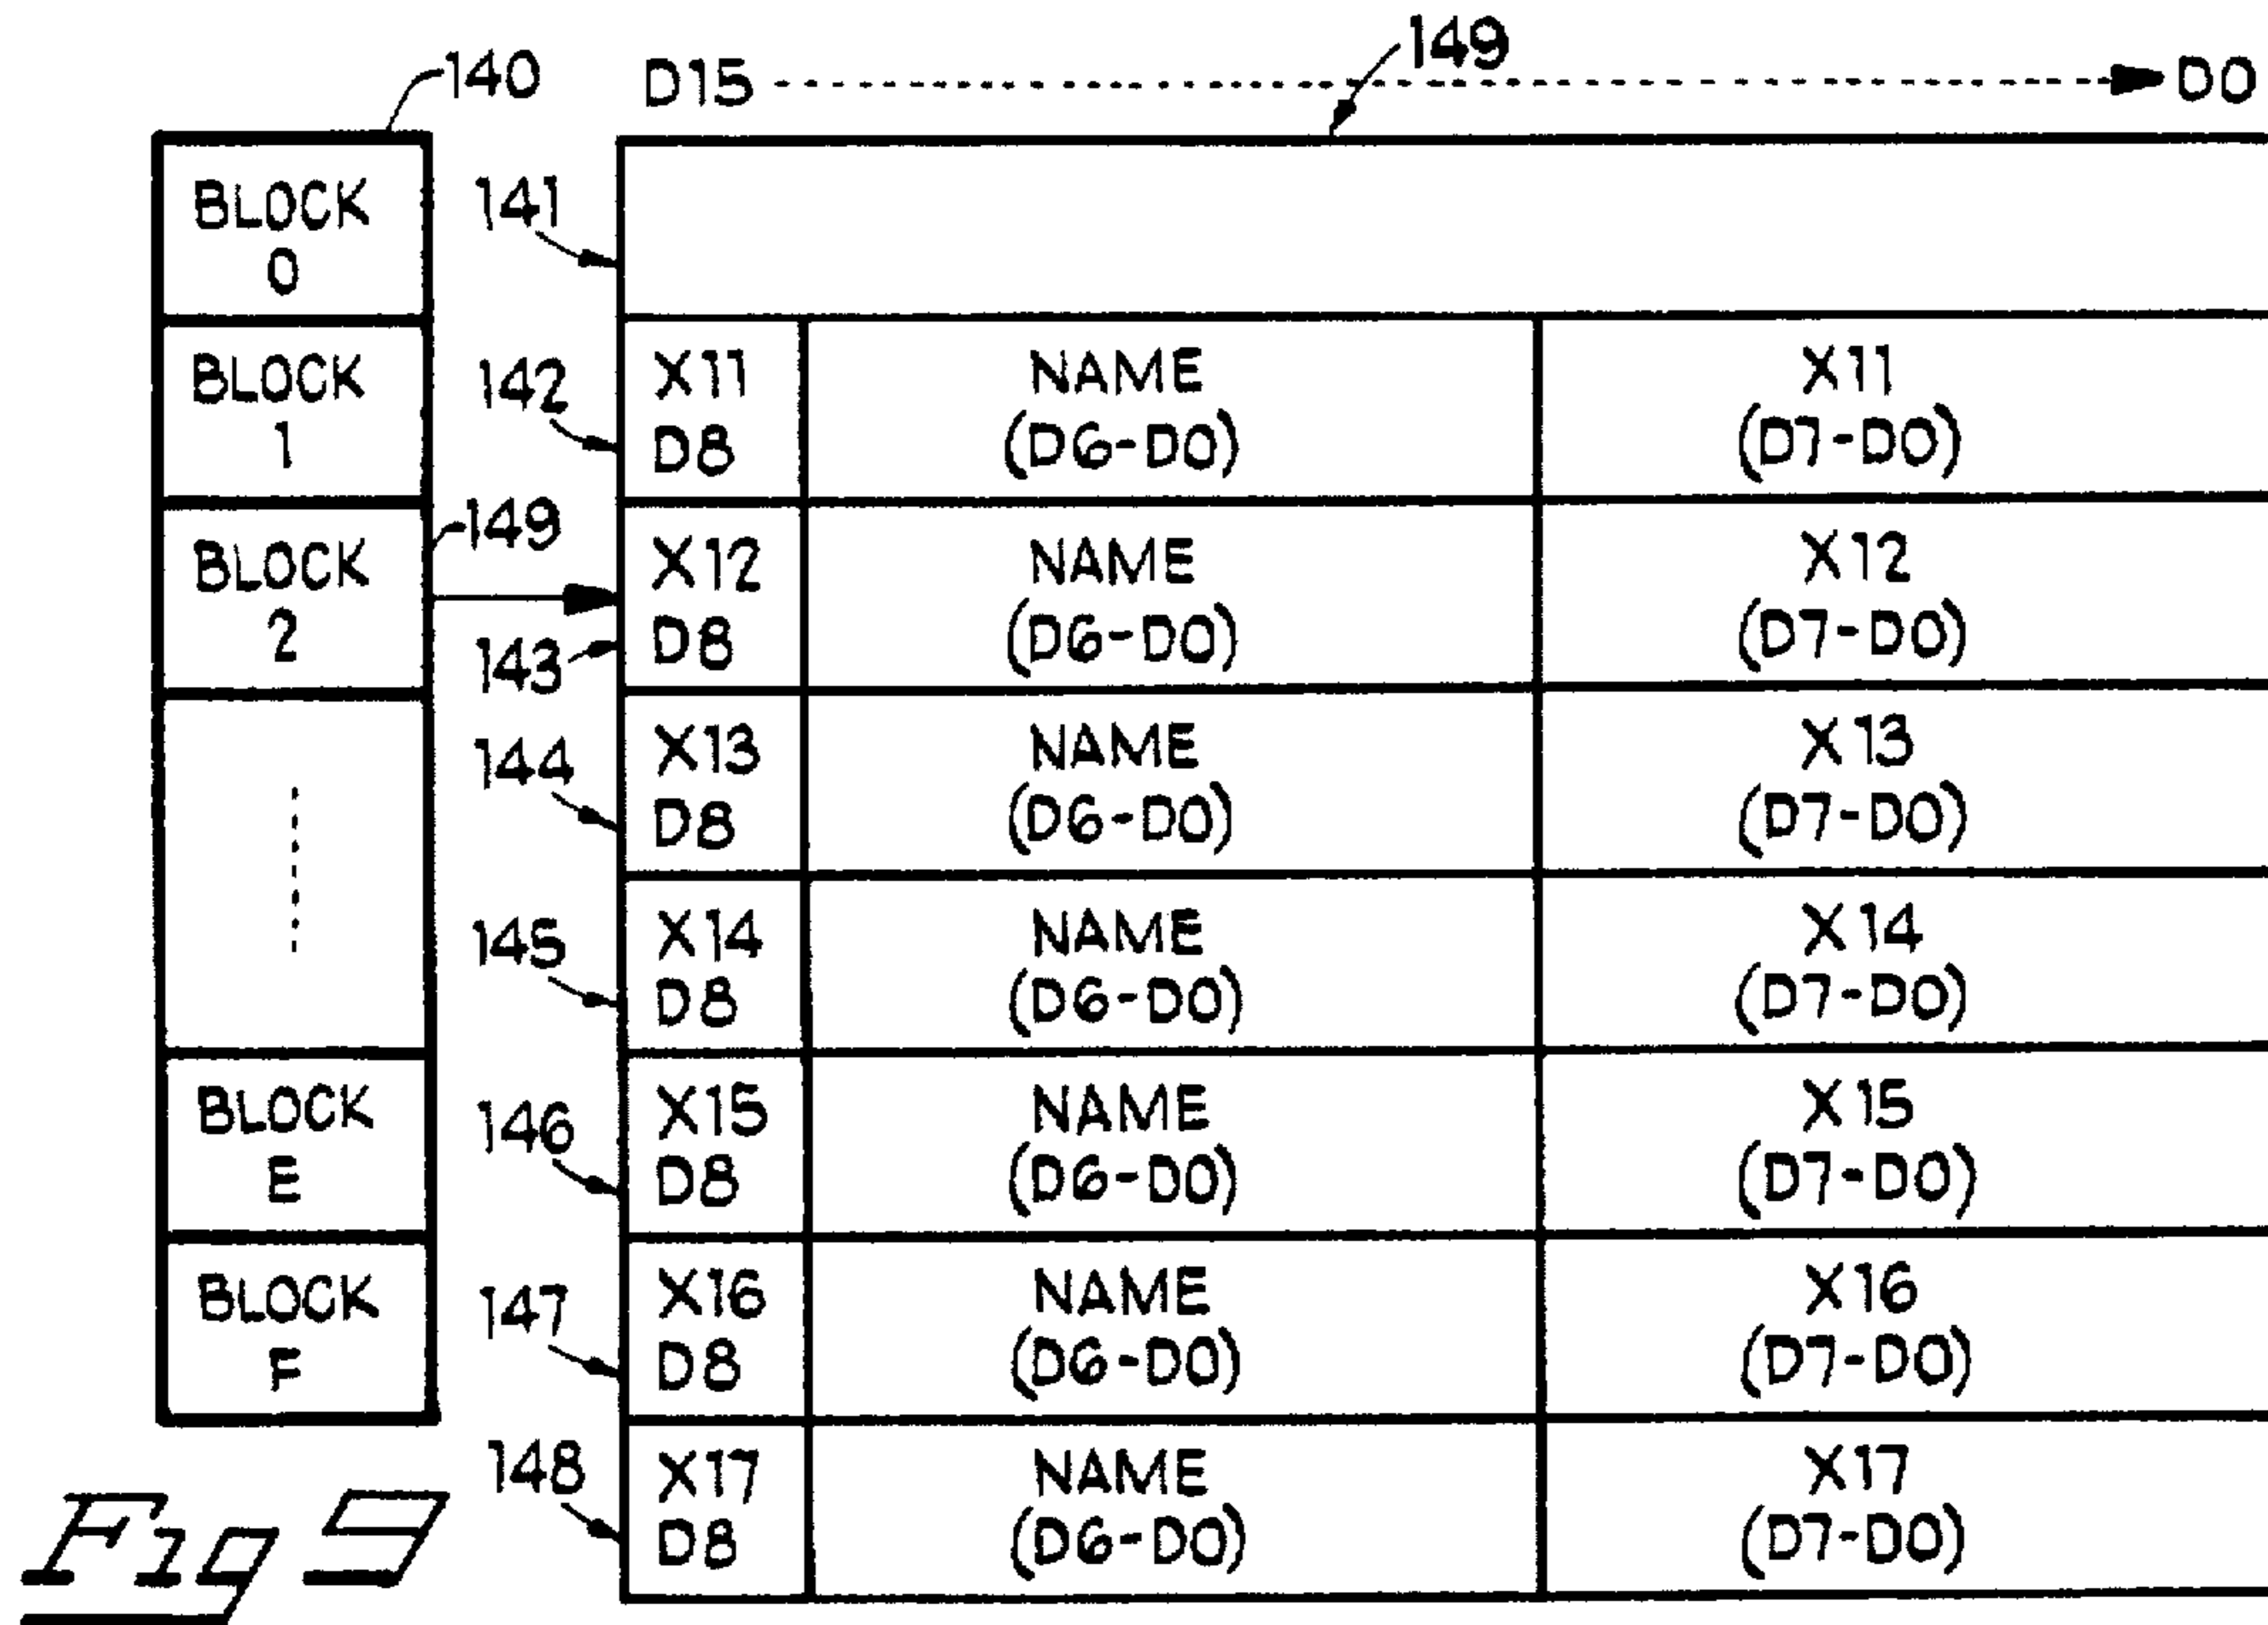 140
D15 D0
149
BLOCK
0
BLOCK
1
BLOCK
2
149
BLOCK
E
BLOCK
F
141
142
X11
D8
NAME
(D6-D0)
X11
(D7-D0)
143
X12
D8
NAME
(D6-D0)
X12
(D7-D0)
144
X13
D8
NAME
(D6-D0)
X13
(D7-D0)
145
X14
D8
NAME
(D6-D0)
X14
(D7-D0)
146
X15
D8
NAME
(D6-D0)
X15
(D7-D0)
147
X16
D8
NAME
(D6-D0)
X16
(D7-D0)
148
X17
D8
NAME
(D6-D0)
X17
(D7-D0)
Fig 9